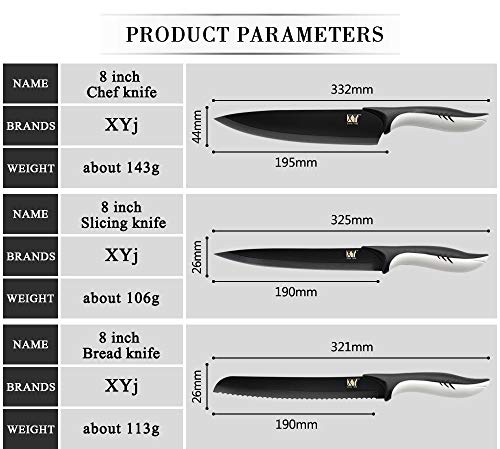 PRODUCT PARAMETERS
NAME
8 inch
Chef knife
BRANDS
XYj
WEIGHT
about 143g
332mm
44mm
195mm
NAME
8 inch
Slicing knife
BRANDS
XYj
WEIGHT
about 106g
325mm
26mm
190mm
NAME
8 inch
Bread knife
BRANDS
XYj
WEIGHT
about 113g
321mm
26mm
190mm